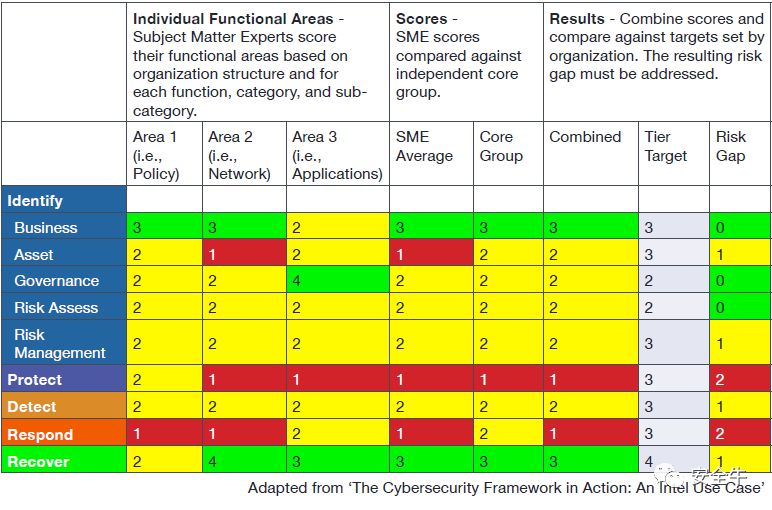 Individual Functional Areas - Scores - Results - Combine scores and
Subject Matter Experts score SME scores compare against targets set by
their functional areas based on compared against organization. The resulting risk
organization structure and for independent core gap must be addressed.
each function, category, and sub- group.
category.
Area 1 Area 2 Area 3 SME Core Combined Tier Risk
(i.e., (i.e., (i.e., Average Group Target Gap
Policy) Network) Applications)
Identify
Business 3 3 2 3 3 3 3 0
Asset 2 1 2 1 2 2 3 1
Governance 2 2 4 2 2 2 2 0
Risk Assess 2 2 2 2 2 2 2 0
Risk
Management 2 2 2 2 2 2 3 1
Protect 2 1 1 1 1 1 3 2
Detect 2 2 2 2 2 2 3 1
Respond 1 1 2 1 2 1 3 2
Recover 2 4 3 3 3 3 4 1
安全牛
Adapted from ‘The Cybersecurity Framework in Action: An Intel Use Case’